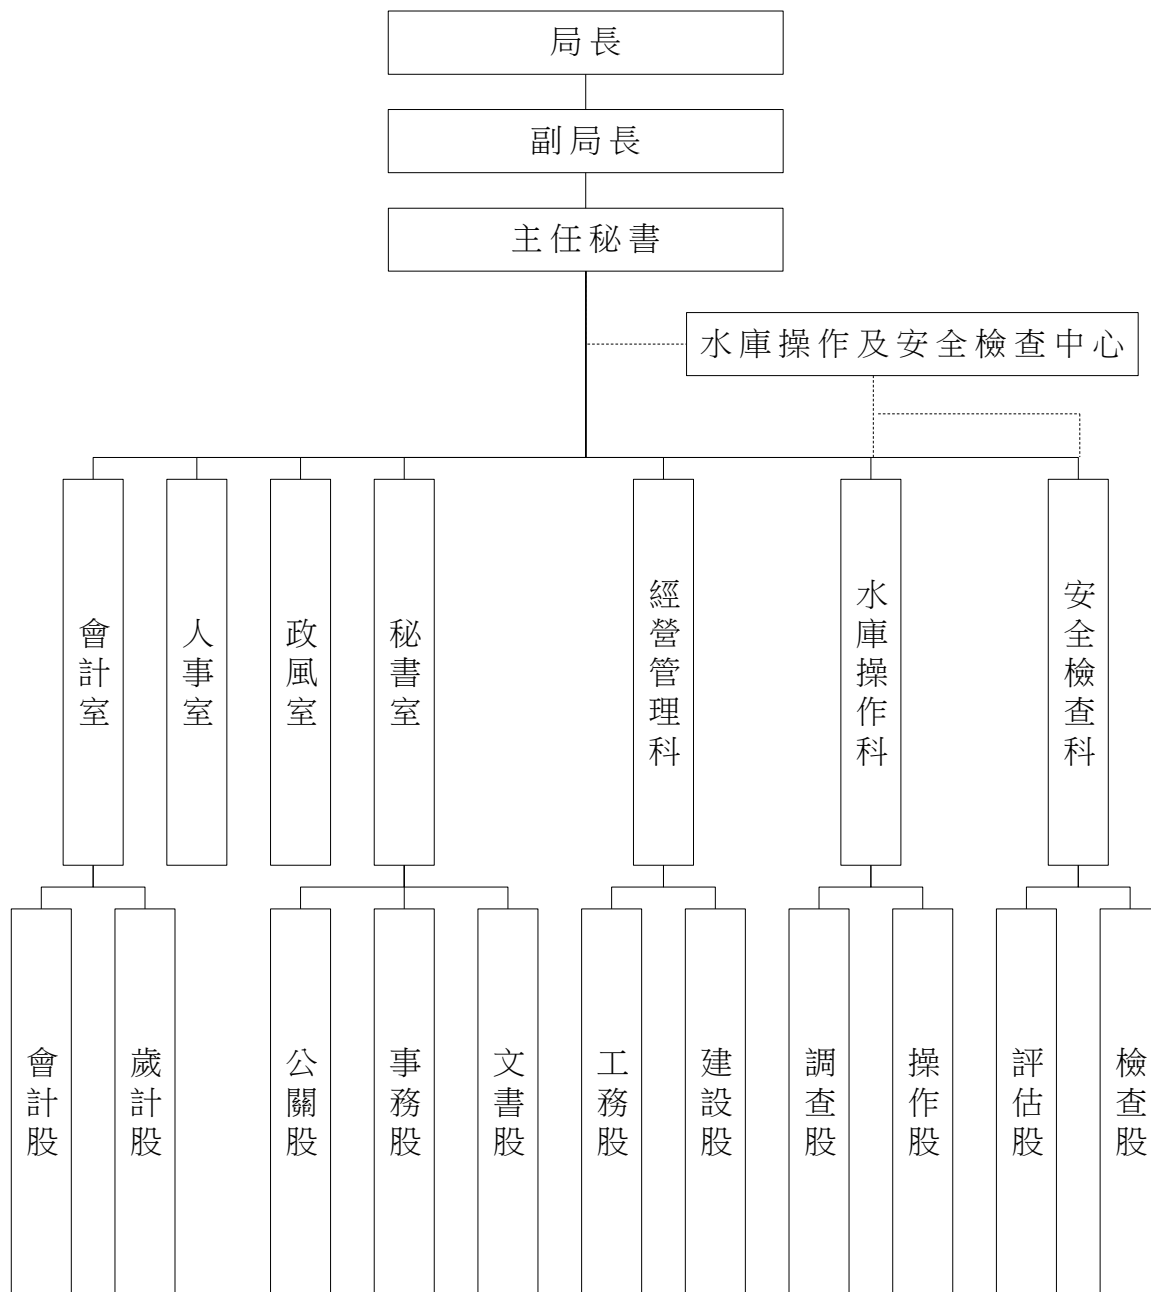 局長
副局長
主任秘書
水庫操作及安全檢查中心
會計室
人事室
政風室
秘書室
經營管理科
水庫操作科
安全檢查科
會計股
歲計股
公關股
事務股
文書股
工務股
建設股
調查股
操作股
評估股
檢查股